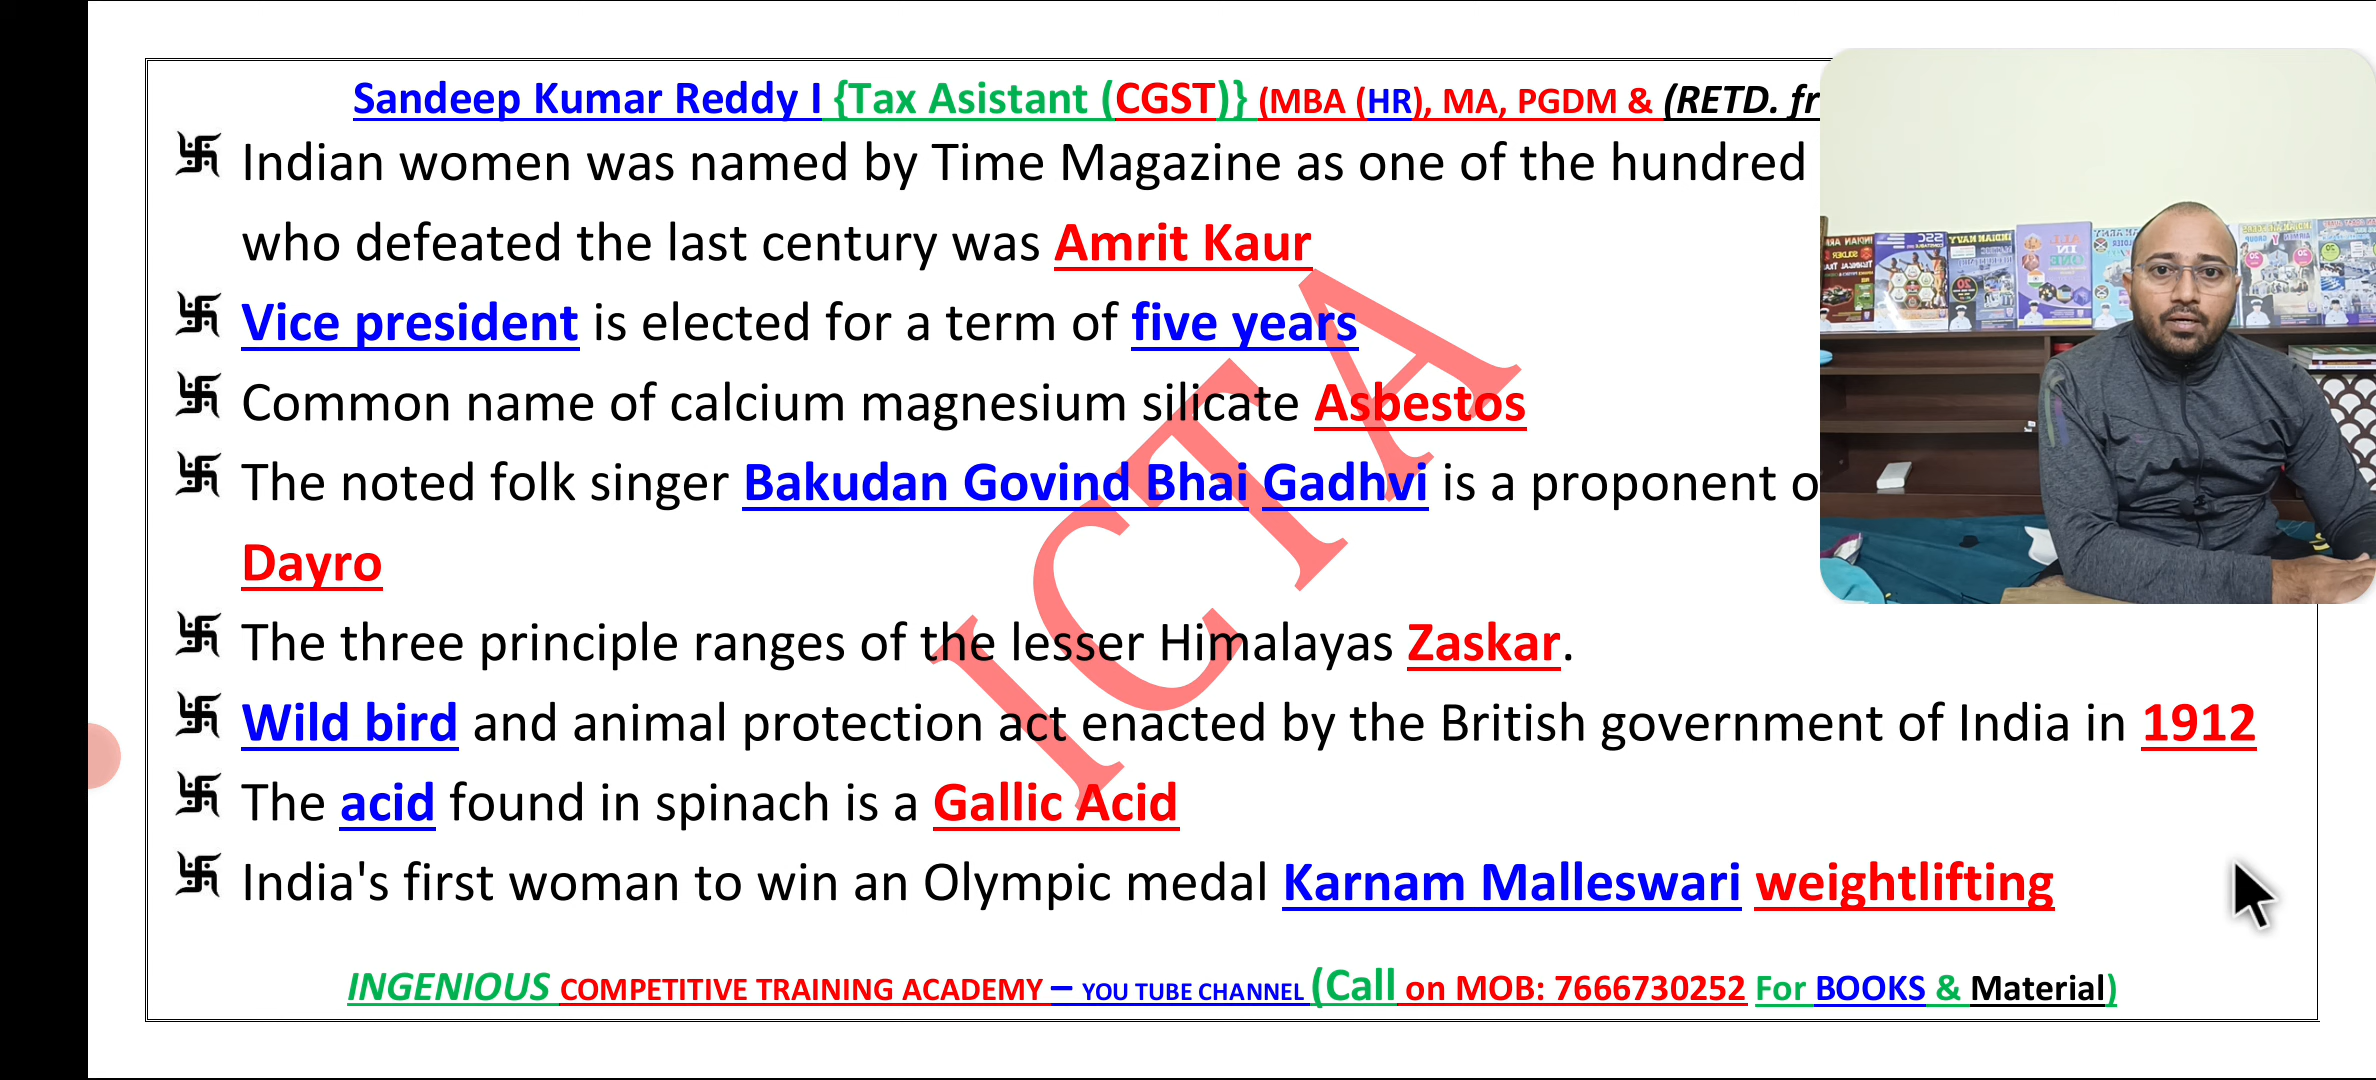 Sandeep Kumar Reddy I {Tax Asistant (CGST)} (MBA (HR), MA, PGDM & (RETD. fr
Indian women was named by Time Magazine as one of the hundred
who defeated the last century was Amrit Kaur
Vice president is elected for a term of five years
Common name of calcium magnesium silicate Asbestos
The noted folk singer Bakudan Govind Bhai Gadhvi is a proponent o
Dayro
The three principle ranges of the lesser Himalayas Zaskar.
Wild bird and animal protection act enacted by the British government of India in 1912
The acid found in spinach is a Gallic Acid
India's first woman to win an Olympic medal Karnam Malleswari weightlifting
ICTA
INGENIOUS COMPETITIVE TRAINING ACADEMY – YOU TUBE CHANNEL (Call on MOB: 7666730252 For BOOKS & Material)